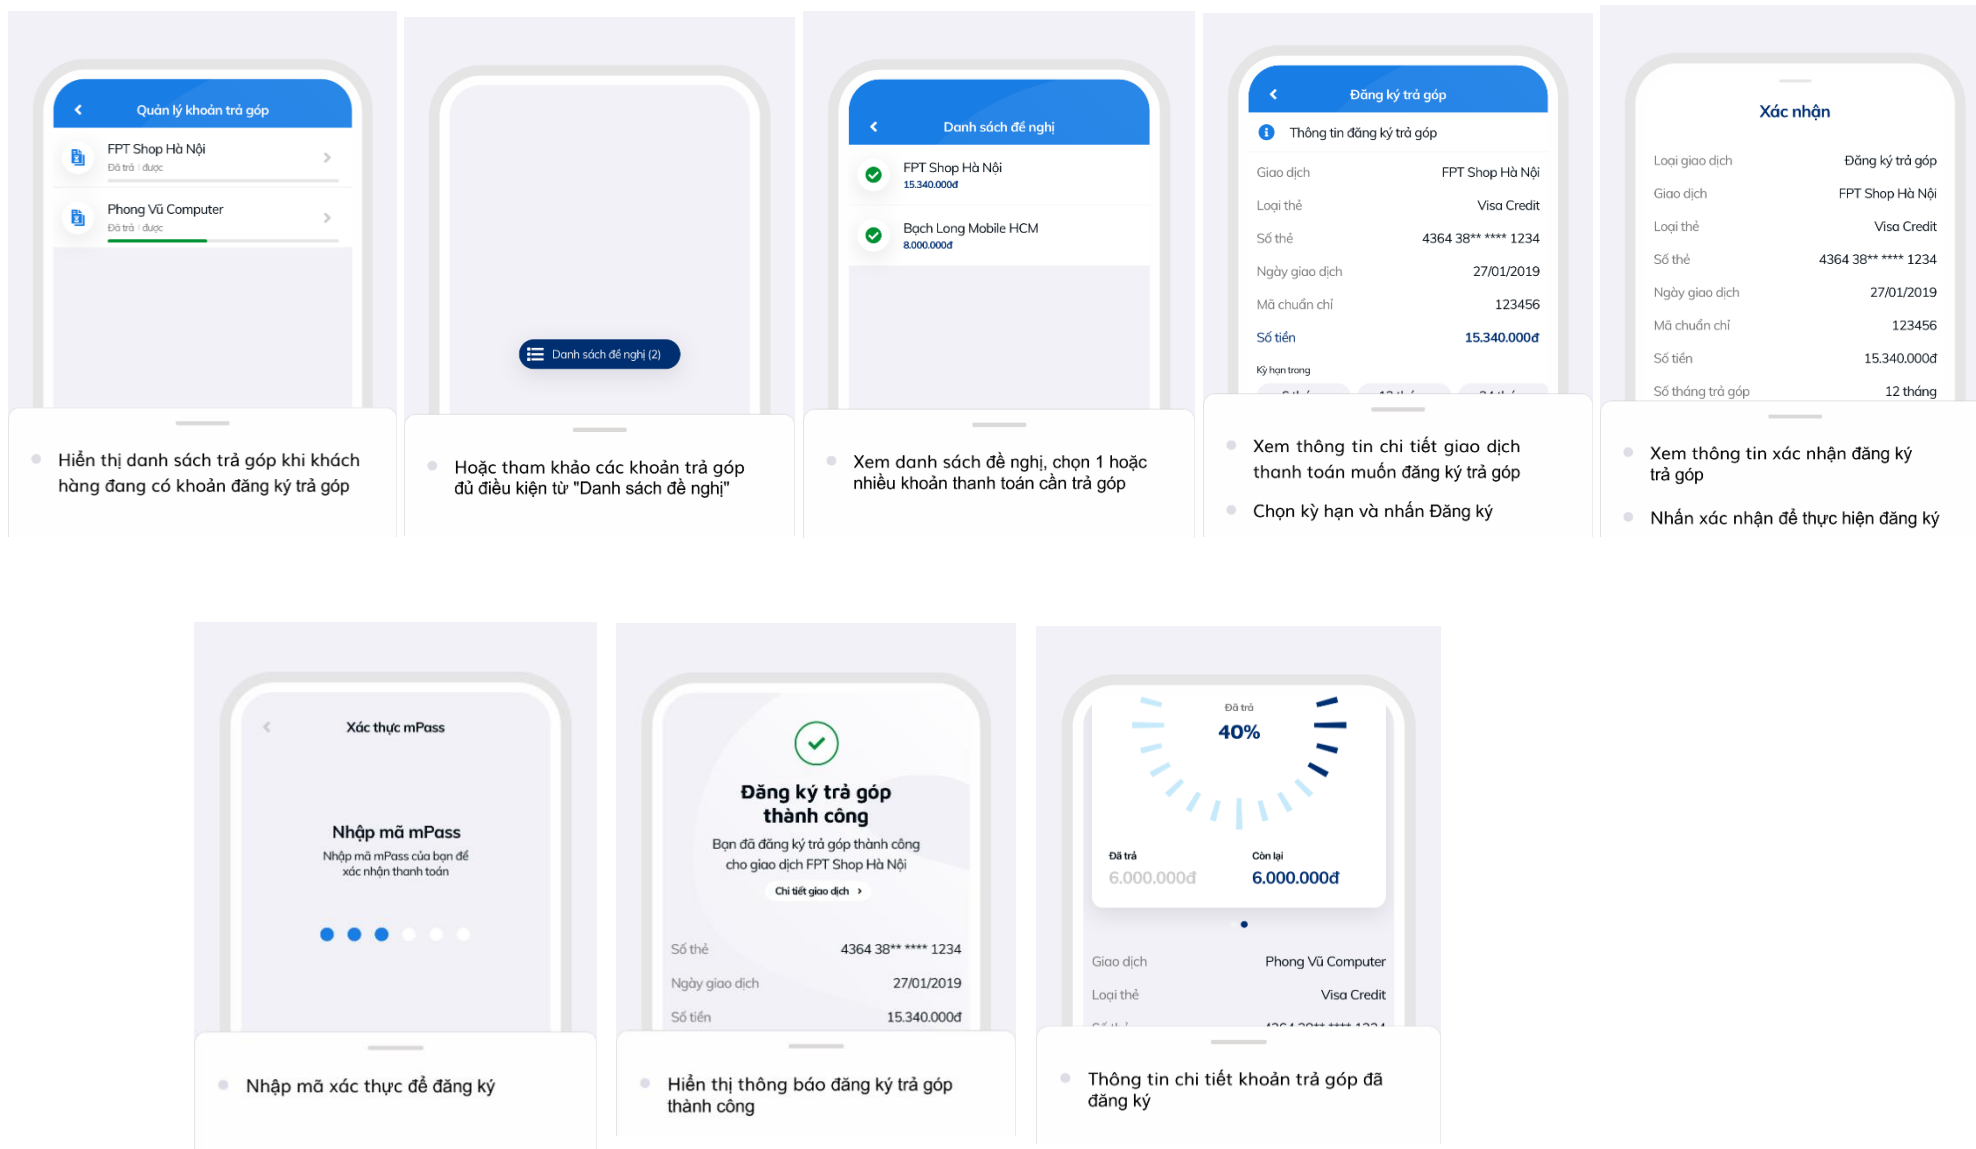 Quản lý khoản trả góp
FPT Shop Hà Nội
Đã trả | được
Phong Vũ Computer
Đã trả | được
Hiển thị danh sách trả góp khi khách
hàng đang có khoản đăng ký trả góp
Danh sách đề nghị (2)
Hoặc tham khảo các khoản trả góp
đủ điều kiện từ "Danh sách đề nghị"
Danh sách đề nghị
FPT Shop Hà Nội
15.340.000đ
Bạch Long Mobile HCM
8.000.000đ
Xem danh sách đề nghị, chọn 1 hoặc
nhiều khoản thanh toán cần trả góp
Đăng ký trả góp
Thông tin đăng ký trả góp
Giao dịch FPT Shop Hà Nội
Loại thẻ Visa Credit
Số thẻ 4364 38** **** 1234
Ngày giao dịch 27/01/2019
Mã chuẩn chi 123456
Số tiền 15.340.000đ
Kỳ hạn trong
Xem thông tin chi tiết giao dịch
thanh toán muốn đăng ký trả góp
Chọn kỳ hạn và nhấn Đăng ký
Xác nhận
Loại giao dịch Đăng ký trả góp
Giao dịch FPT Shop Hà Nội
Loại thẻ Visa Credit
Số thẻ 4364 38** **** 1234
Ngày giao dịch 27/01/2019
Mã chuẩn chi 123456
Số tiền 15.340.000đ
Số tháng trả góp 12 tháng
Xem thông tin xác nhận đăng ký
trả góp
Nhấn xác nhận để thực hiện đăng ký
Xác thực mPass
Nhập mã mPass
Nhập mã mPass của bạn để
xác nhận thanh toán
Nhập mã xác thực để đăng ký
Đăng ký trả góp
thành công
Bạn đã đăng ký trả góp thành công
cho giao dịch FPT Shop Hà Nội
Chi tiết giao dịch
Số thẻ 4364 38** **** 1234
Ngày giao dịch 27/01/2019
Số tiền 15.340.000đ
Hiển thị thông báo đăng ký trả góp
thành công
Đã trả
40%
Đã trả Còn lại
6.000.000đ 6.000.000đ
Giao dịch Phong Vũ Computer
Loại thẻ Visa Credit
Thông tin chi tiết khoản trả góp đã
đăng ký